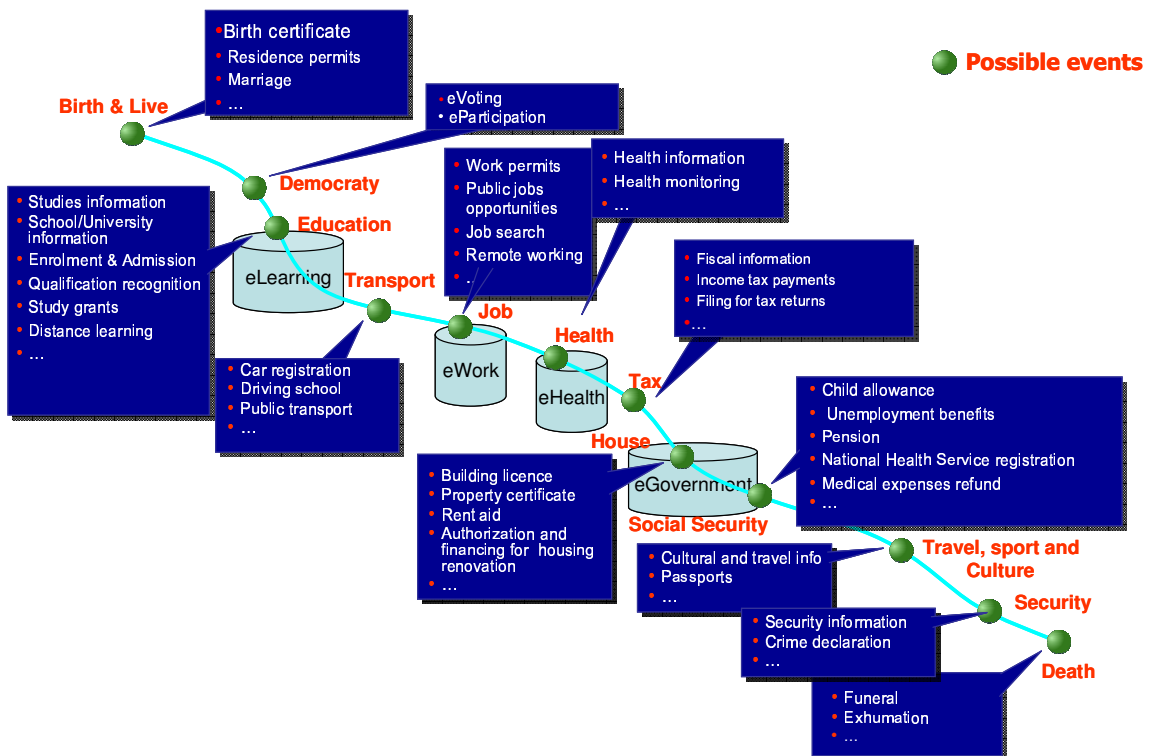 • Birth certificate
• Residence permits
• Marriage
• ...
Possible events
Birth & Live
• eVoting
• eParticipation
Democraty
• Studies information
• School/University
information
• Enrolment & Admission
• Qualification recognition
• Study grants
• Distance learning
• ...
Education
eLearning
Transport
• Car registration
• Driving school
• Public transport
• ...
• Work permits
• Public jobs
opportunities
• Job search
• Remote working
• ...
Job
eWork
• Health information
• Health monitoring
• ...
Health
eHealth
• Fiscal information
• Income tax payments
• Filing for tax returns
• ...
Tax
House
• Building licence
• Property certificate
• Rent aid
• Authorization and
financing for housing
renovation
• ...
eGovernment
Social Security
• Child allowance
• Unemployment benefits
• Pension
• National Health Service registration
• Medical expenses refund
• ...
Travel, sport and
Culture
• Cultural and travel info
• Passports
• ...
Security
• Security information
• Crime declaration
• ...
Death
• Funeral
• Exhumation
• ...